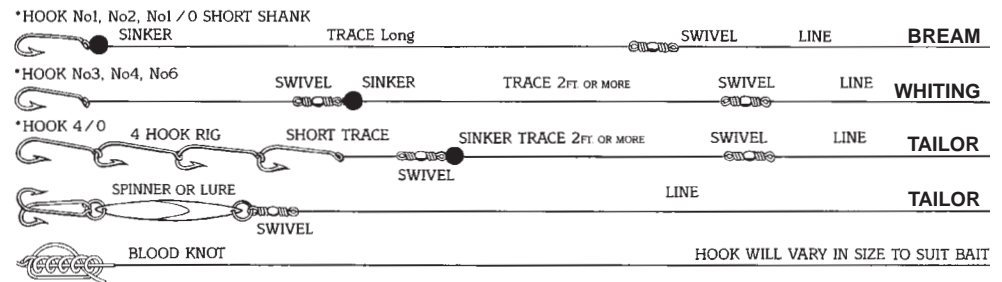 *HOOK No1, No2, No1/0 SHORT SHANK
SINKER TRACE Long SWIVEL LINE BREAM
*HOOK No3, No4, No6
SWIVEL SINKER TRACE 2FT. OR MORE SWIVEL LINE WHITING
*HOOK 4/0
4 HOOK RIG SHORT TRACE SINKER TRACE 2FT. OR MORE SWIVEL LINE TAILOR
SWIVEL
SPINNER OR LURE LINE TAILOR
SWIVEL
BLOOD KNOT HOOK WILL VARY IN SIZE TO SUIT BAIT